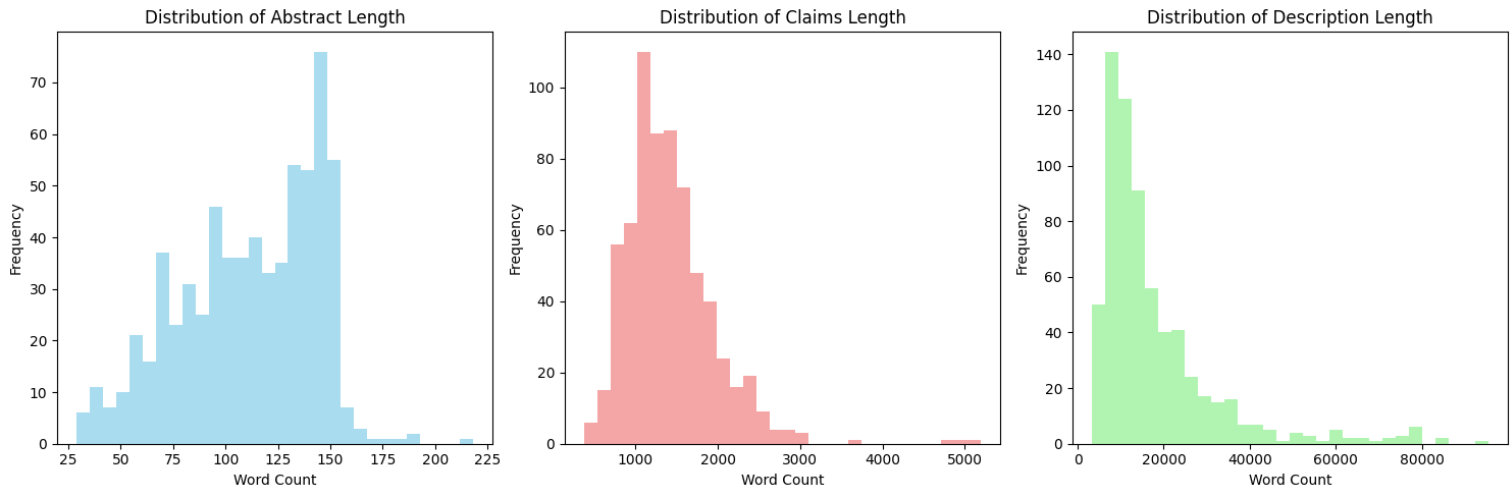 Distribution of Abstract Length
70
60
50
40
30
20
10
0
Frequency
25 50 75 100 125 150 175 200 225
Word Count
Distribution of Claims Length
100
80
60
40
20
0
Frequency
1000 2000 3000 4000 5000
Word Count
Distribution of Description Length
140
120
100
80
60
40
20
0
Frequency
0 20000 40000 60000 80000
Word Count